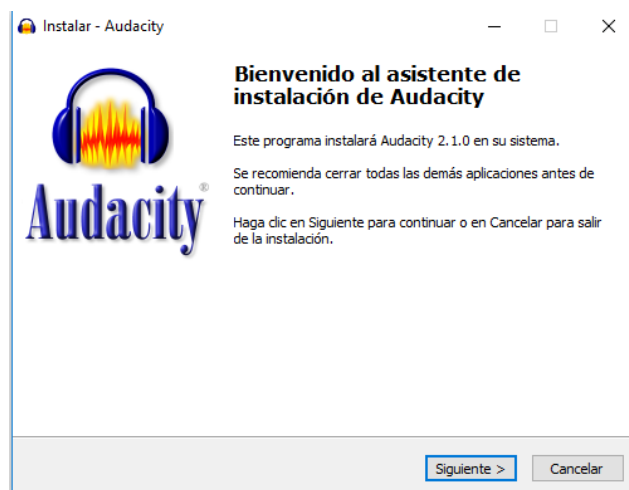 Instalar - Audacity
Bienvenido al asistente de
instalación de Audacity
Este programa instalará Audacity 2.1.0 en su sistema.
Se recomienda cerrar todas las demás aplicaciones antes de
continuar.
Haga clic en Siguiente para continuar o en Cancelar para salir
de la instalación.
Audacity®
Siguiente >
Cancelar